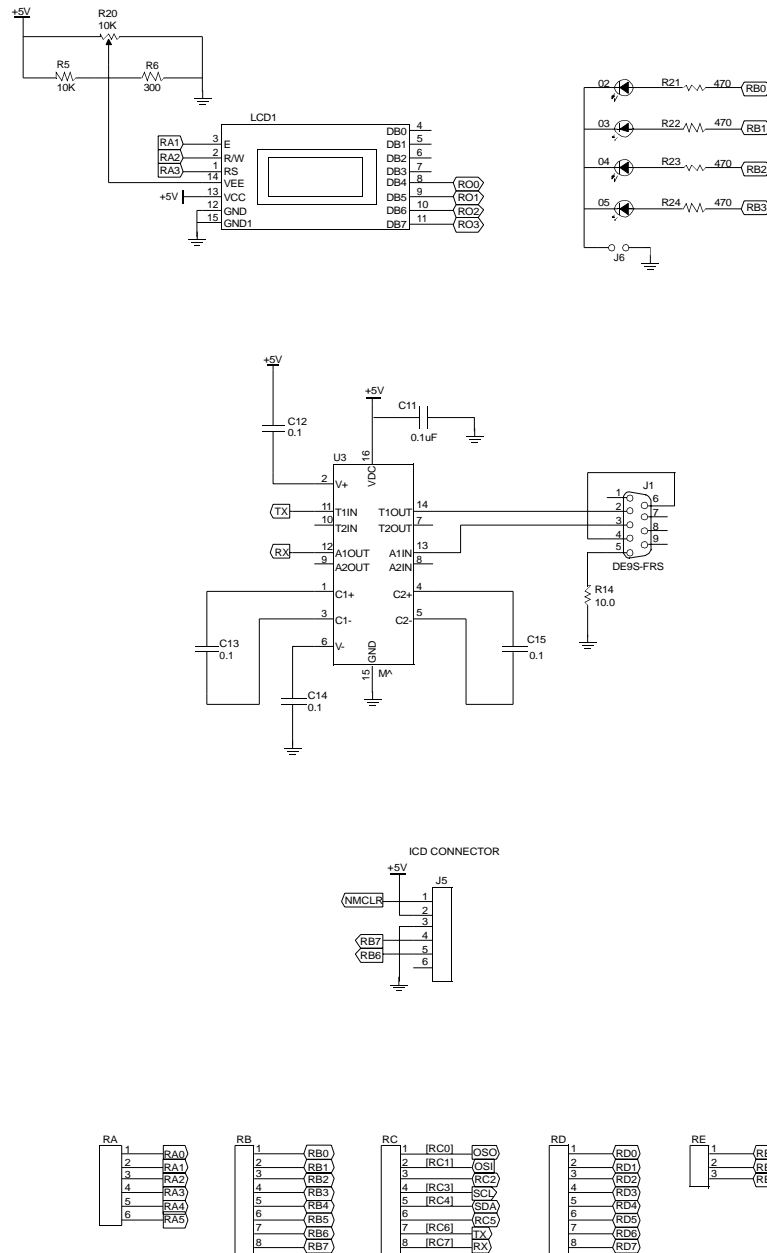 +5V
R20
10K
R5
10K
R6
300
LCD1
RA1 3 E
RA2 2 R/W
RA3 1 RS
14 VEE
+5V 13 VCC
12 GND
15 GND1
DB0 4
DB1 5
DB2 6
DB3 7
DB4 8 RO0
DB5 9 RO1
DB6 10 RO2
DB7 11 RO3
02 R21 470 RB0
03 R22 470 RB1
04 R23 470 RB2
05 R24 470 RB3
J6
+5V
C12
0.1
+5V
C11
0.1uF
U3
16
VDC
2 V+
TX 11 T1IN
10 T2IN
RX 12 A1OUT
9 A2OUT
1 C1+
3 C1-
6 V-
T1OUT 14
T2OUT 7
A1IN 13
A2IN 8
C2+ 4
C2- 5
GND
15
M^
C13
0.1
C14
0.1
C15
0.1
J1
1
2
3
4
5
6
7
8
9
DE9S-FRS
R14
10.0
ICD CONNECTOR
+5V
J5
NMCLR 1
2
3
RB7 4
RB6 5
6
RA
1 RA0
2 RA1
3 RA2
4 RA3
5 RA4
6 RA5
RB
1 RB0
2 RB1
3 RB2
4 RB3
5 RB4
6 RB5
7 RB6
8 RB7
RC
1 [RC0] OSO
2 [RC1] OSI
3 RC2
4 [RC3] SCL
5 [RC4] SDA
6 RC5
7 [RC6] TX
8 [RC7] RX
RD
1 RD0
2 RD1
3 RD2
4 RD3
5 RD4
6 RD5
7 RD6
8 RD7
RE
1
2
3